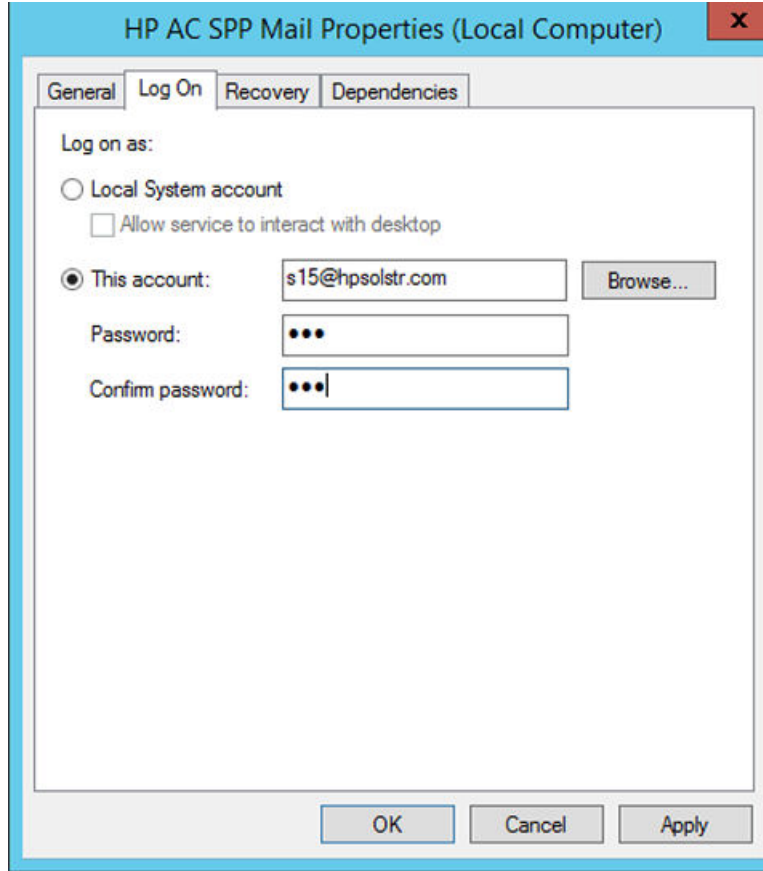 HP AC SPP Mail Properties (Local Computer)
x
General Log On Recovery Dependencies
Log on as:
Local System account
Allow service to interact with desktop
This account: s15@hpsolstr.com Browse...
Password: •••
Confirm password: •••
OK Cancel Apply